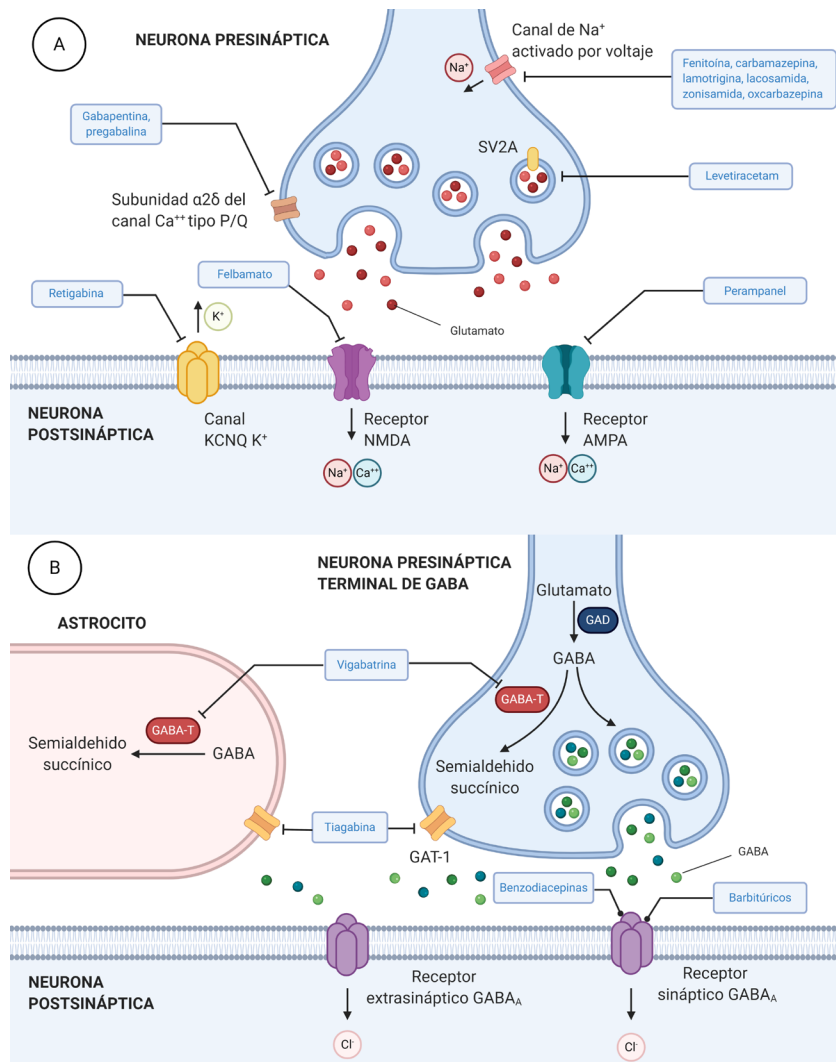 A
NEURONA PRESINÁPTICA
Canal de Na⁺
activado por voltaje
Na⁺
Fenitoína, carbamazepina,
lamotrigina, lacosamida,
zonisamida, oxcarbazepina
Gabapentina,
pregabalina
SV2A
Levetiracetam
Subunidad α2δ del
canal Ca⁺⁺ tipo P/Q
Felbamato
Retigabina
Perampanel
K⁺
Glutamato
NEURONA
POSTSINÁPTICA
Canal
KCNQ K⁺
Receptor
NMDA
Receptor
AMPA
Na⁺ Ca⁺⁺
Na⁺ Ca⁺⁺
B
NEURONA PRESINÁPTICA
TERMINAL DE GABA
Glutamato
GAD
ASTROCITO
GABA
Vigabatrina
GABA-T
GABA-T
Semialdehido
succínico
GABA
Semialdehido
succínico
Tiagabina
GAT-1
GABA
Benzodiacepinas
Barbitúricos
NEURONA
POSTSINÁPTICA
Receptor
extrasináptico GABA_A
Receptor
sináptico GABA_A
Cl⁻
Cl⁻